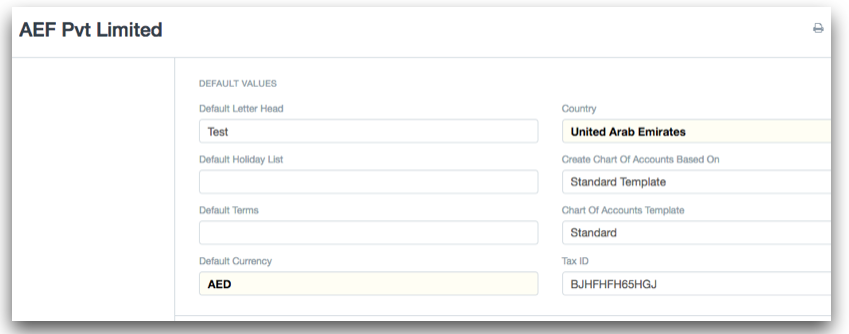 AEF Pvt Limited
DEFAULT VALUES
Default Letter Head
Test
Default Holiday List
Default Terms
Default Currency
AED
Country
United Arab Emirates
Create Chart Of Accounts Based On
Standard Template
Chart Of Accounts Template
Standard
Tax ID
BJHFHFH65HGJ